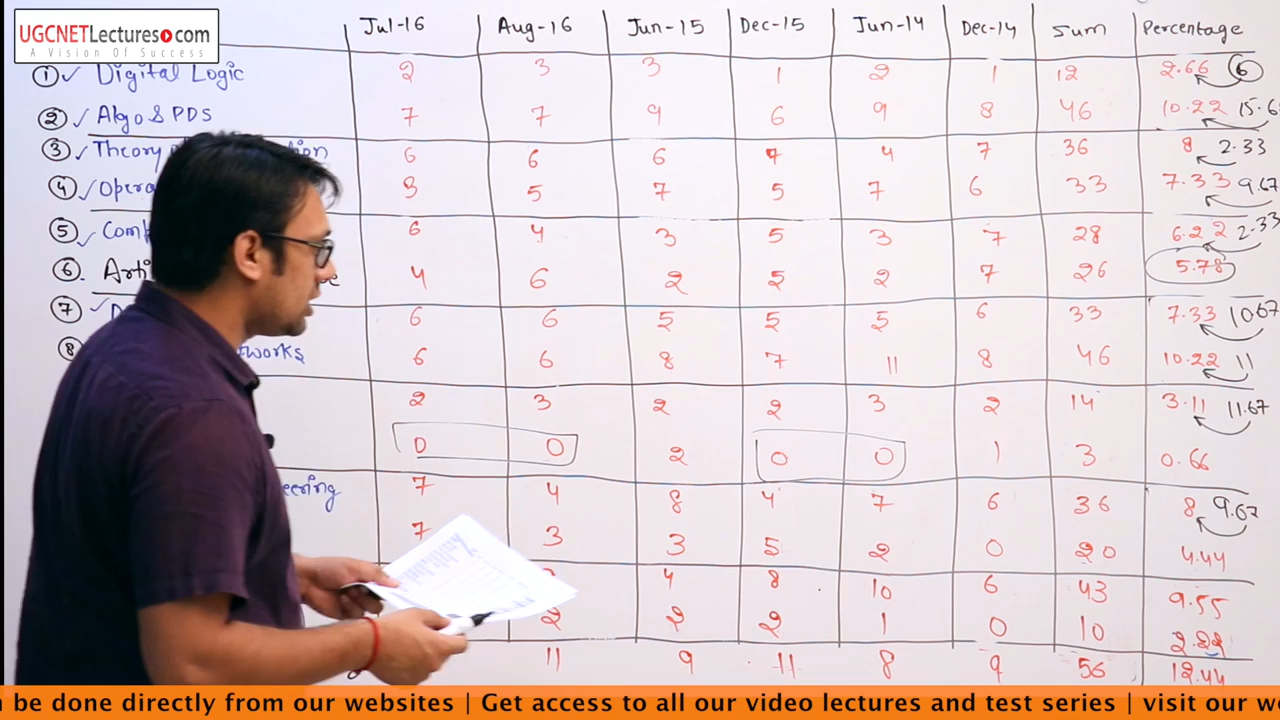 UGCNETLectures.com
A Vision Of Success
Jul-16 Aug-16 Jun-15 Dec-15 Jun-14 Dec-14 Sum Percentage
1 ✓ Digital Logic 2 3 3 1 2 1 12 2.66 6
2 ✓ Algo & PDS 7 7 9 6 9 8 46 10.22
3 ✓ Theory 6 6 6 7 4 7 36 8 2.33
4 ✓ 3 5 7 5 7 6 33 7.33 9.67
5 ✓ 6 4 3 5 3 7 28 6.22 2.33
6. 4 6 2 5 2 7 26 5.78
7 ✓ 6 6 5 5 5 6 33 7.33 10.67
8 6 6 8 7 11 8 46 10.22 11
2 3 2 2 3 2 14 3.11 11.67
0 0 2 0 0 1 3 0.66
7 4 8 4 7 6 36 8 9.67
7 3 3 5 2 0 20 4.44
4 8 10 6 43 9.55
2 2 2 1 0 10 2.22
11 9 11 8 9 56 12.44
be done directly from our websites | Get access to all our video lectures and test series | visit our